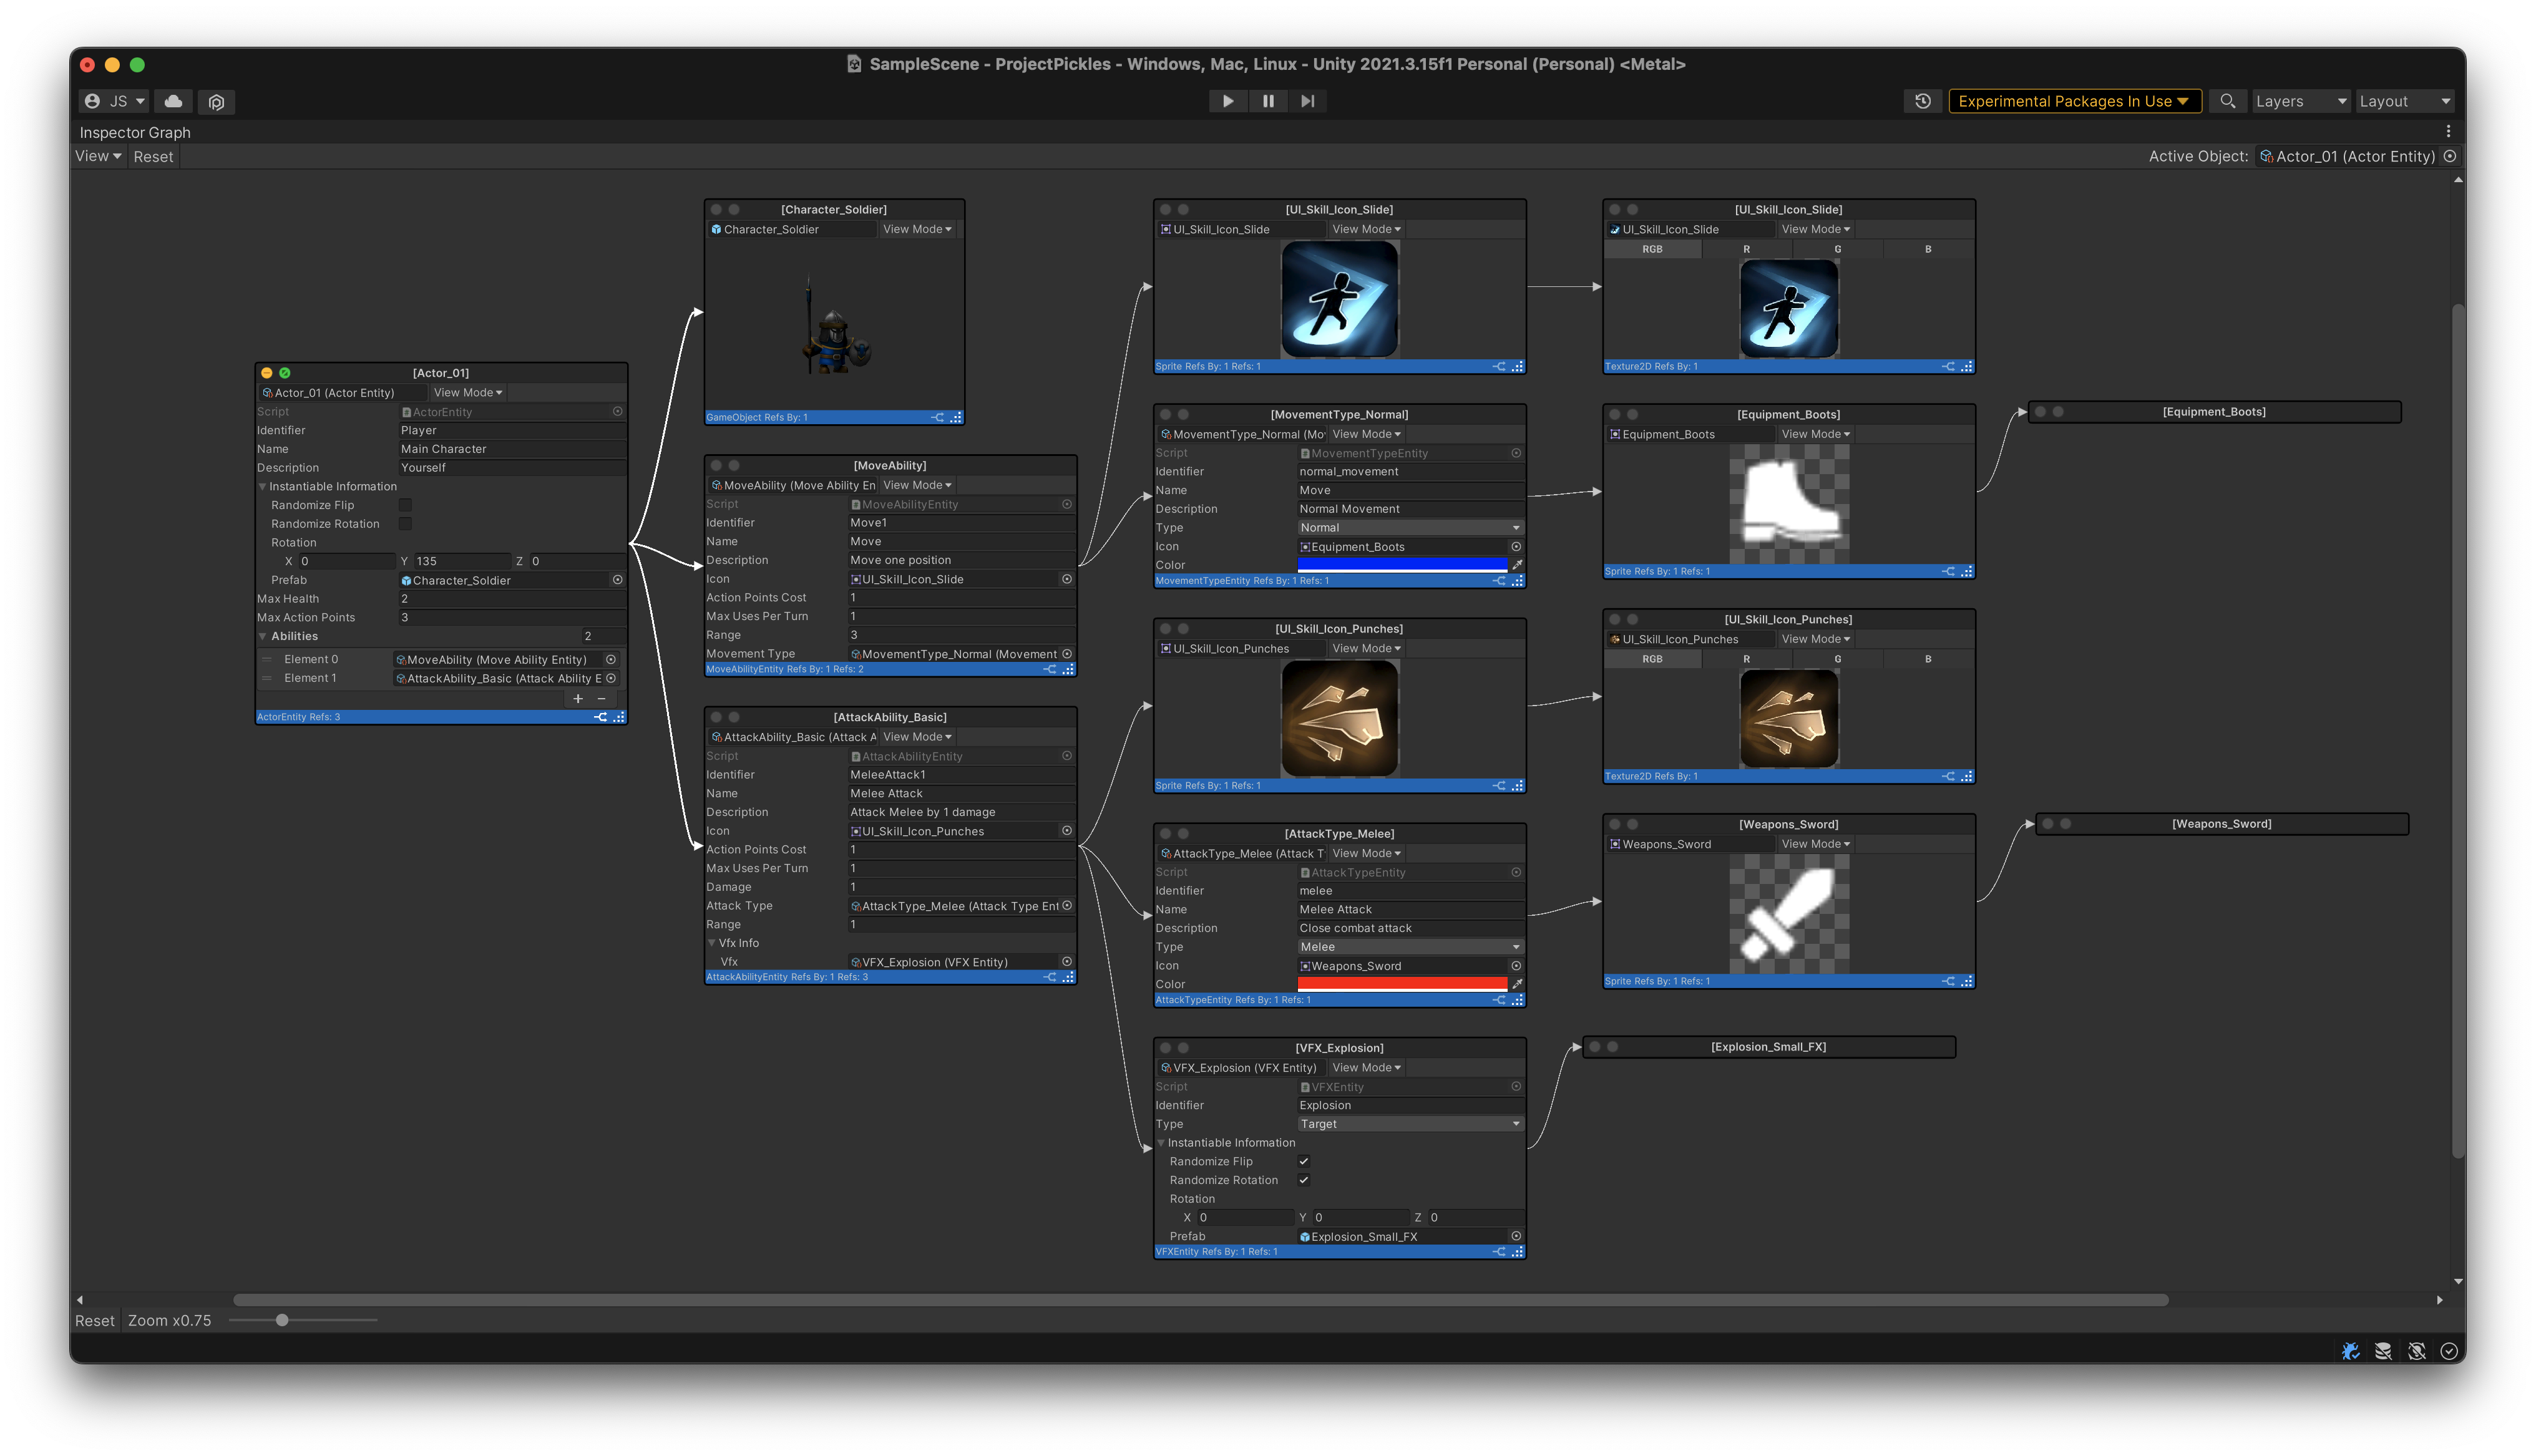 SampleScene - ProjectPickles - Windows, Mac, Linux - Unity 2021.3.15f1 Personal (Personal) <Metal>
JS
Experimental Packages In Use
Layers
Layout
Inspector Graph
View
Reset
Active Object:
Actor_01 (Actor Entity)
[Actor_01]
Actor_01 (Actor Entity)
View Mode
Script
ActorEntity
Identifier
Player
Name
Main Character
Description
Yourself
Instantiable Information
Randomize Flip
Randomize Rotation
Rotation
X 0 Y 135 Z 0
Prefab
Character_Soldier
Max Health
2
Max Action Points
3
Abilities
2
Element 0
MoveAbility (Move Ability Entity)
Element 1
AttackAbility_Basic (Attack Ability E
+ −
ActorEntity Refs: 3
[Character_Soldier]
Character_Soldier
View Mode
GameObject Refs By: 1
[MoveAbility]
MoveAbility (Move Ability En
View Mode
Script
MoveAbilityEntity
Identifier
Move1
Name
Move
Description
Move one position
Icon
UI_Skill_Icon_Slide
Action Points Cost
1
Max Uses Per Turn
1
Range
3
Movement Type
MovementType_Normal (Movement
MoveAbilityEntity Refs By: 1 Refs: 2
[AttackAbility_Basic]
AttackAbility_Basic (Attack A
View Mode
Script
AttackAbilityEntity
Identifier
MeleeAttack1
Name
Melee Attack
Description
Attack Melee by 1 damage
Icon
UI_Skill_Icon_Punches
Action Points Cost
1
Max Uses Per Turn
1
Damage
1
Attack Type
AttackType_Melee (Attack Type Ent
Range
1
Vfx Info
Vfx
VFX_Explosion (VFX Entity)
AttackAbilityEntity Refs By: 1 Refs: 3
[UI_Skill_Icon_Slide]
UI_Skill_Icon_Slide
View Mode
Sprite Refs By: 1 Refs: 1
[MovementType_Normal]
MovementType_Normal (Mo
View Mode
Script
MovementTypeEntity
Identifier
normal_movement
Name
Move
Description
Normal Movement
Type
Normal
Icon
Equipment_Boots
Color
MovementTypeEntity Refs By: 1 Refs: 1
[UI_Skill_Icon_Punches]
UI_Skill_Icon_Punches
View Mode
Sprite Refs By: 1 Refs: 1
[AttackType_Melee]
AttackType_Melee (Attack T
View Mode
Script
AttackTypeEntity
Identifier
melee
Name
Melee Attack
Description
Close combat attack
Type
Melee
Icon
Weapons_Sword
Color
AttackTypeEntity Refs By: 1 Refs: 1
[VFX_Explosion]
VFX_Explosion (VFX Entity)
View Mode
Script
VFXEntity
Identifier
Explosion
Type
Target
Instantiable Information
Randomize Flip
Randomize Rotation
Rotation
X 0 Y 0 Z 0
Prefab
Explosion_Small_FX
VFXEntity Refs By: 1 Refs: 1
[UI_Skill_Icon_Slide]
UI_Skill_Icon_Slide
View Mode
RGB R G B
Texture2D Refs By: 1
[Equipment_Boots]
Equipment_Boots
View Mode
Sprite Refs By: 1 Refs: 1
[UI_Skill_Icon_Punches]
UI_Skill_Icon_Punches
View Mode
RGB R G B
Texture2D Refs By: 1
[Weapons_Sword]
Weapons_Sword
View Mode
Sprite Refs By: 1 Refs: 1
[Explosion_Small_FX]
[Equipment_Boots]
[Weapons_Sword]
Reset
Zoom x0.75